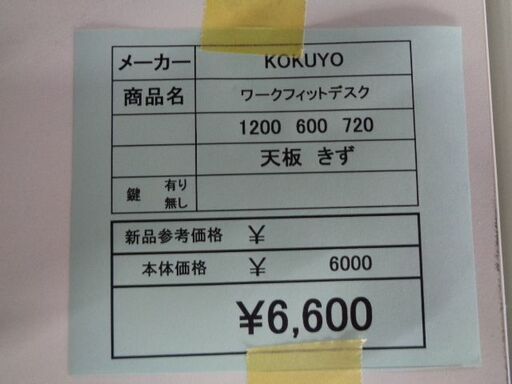 メーカー KOKUYO
商品名 ワークフィットデスク
1200 600 720
天板 きず
鍵 有り 無し
新品参考価格 ¥
本体価格 ¥ 6000
¥6,600